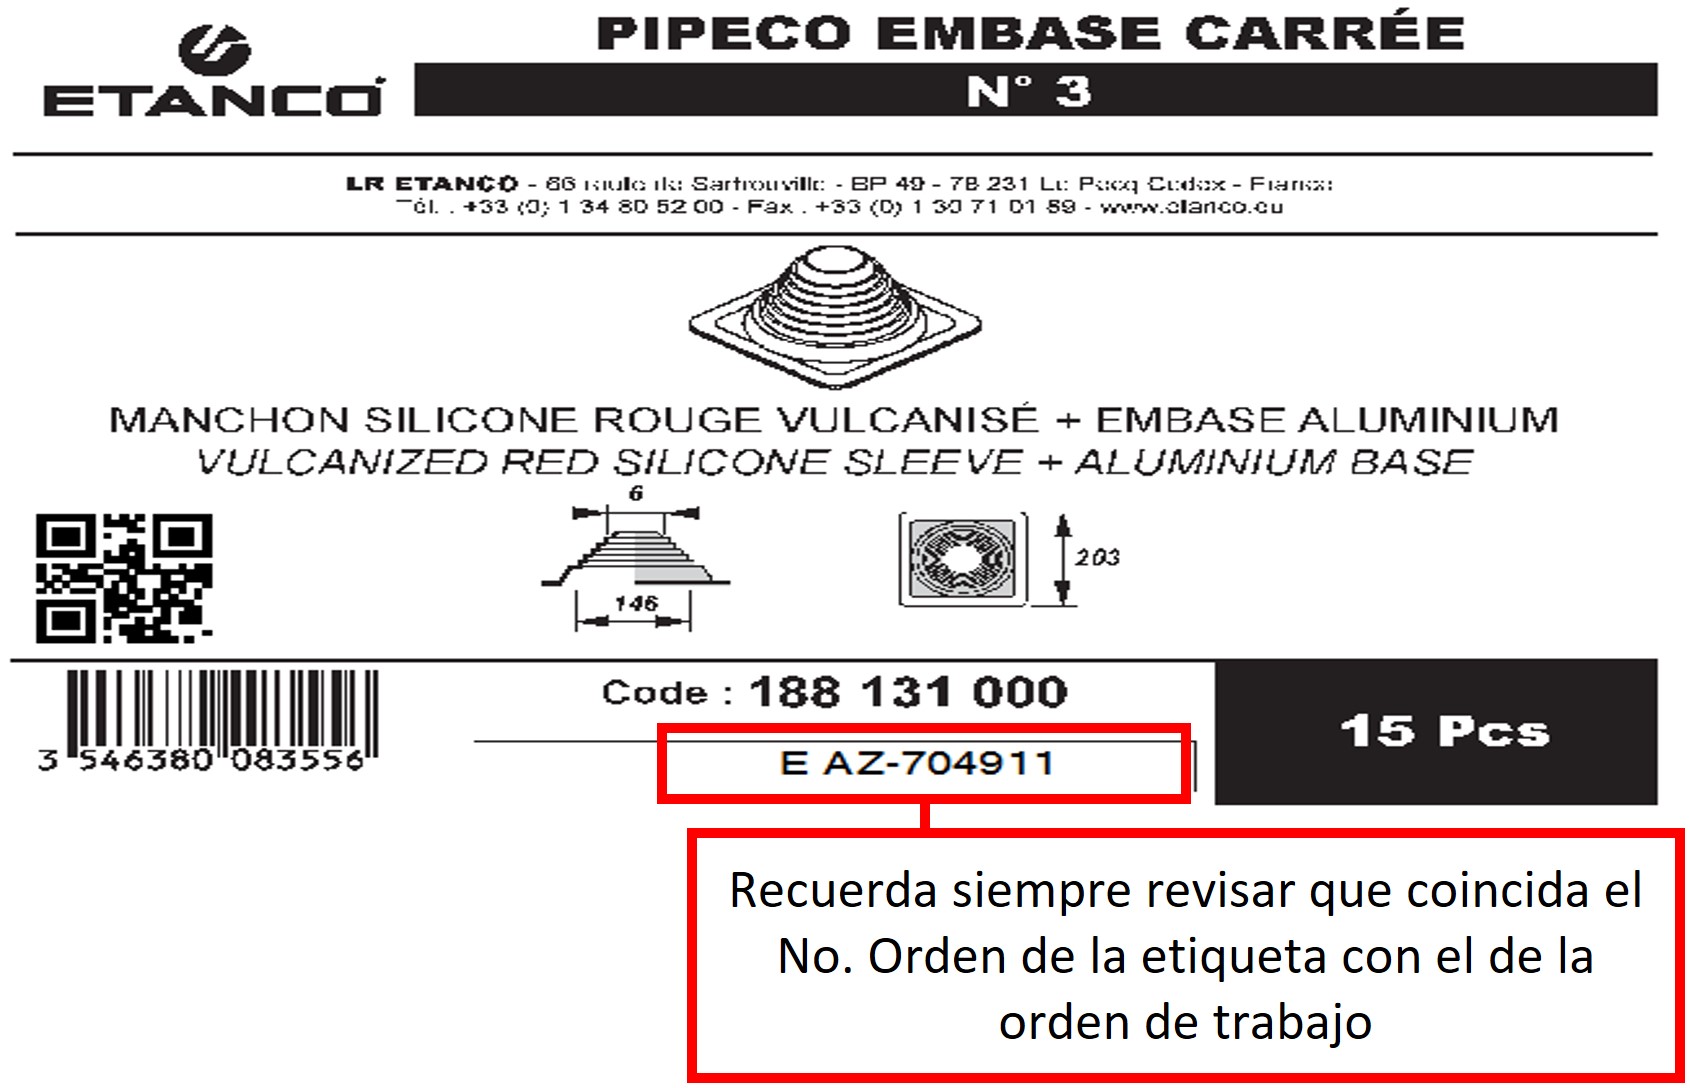 PIPECO EMBASE CARRÉE
ETANCO
N° 3
LR ETANCO - 66 route de Sartrouville - BP 49 - 78 231 Le Pecq Cedex - France
Tél. : +33 (0) 1 34 80 52 00 - Fax : +33 (0) 1 30 71 01 89 - www.etanco.eu
MANCHON SILICONE ROUGE VULCANISÉ + EMBASE ALUMINIUM
VULCANIZED RED SILICONE SLEEVE + ALUMINIUM BASE
6
146
203
Code : 188 131 000
15 Pcs
3 546380 083556
E AZ-704911
Recuerda siempre revisar que coincida el
No. Orden de la etiqueta con el de la
orden de trabajo